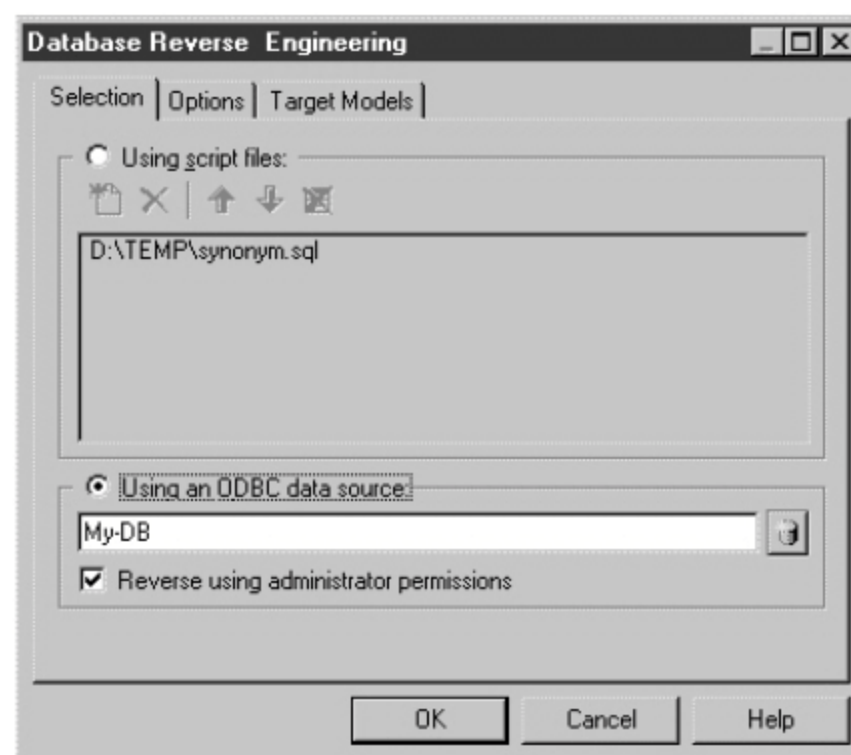 Database Reverse Engineering
Selection Options Target Models
Using script files:
D:\TEMP\synonym.sql
Using an ODBC data source:
My-DB
Reverse using administrator permissions
OK Cancel Help